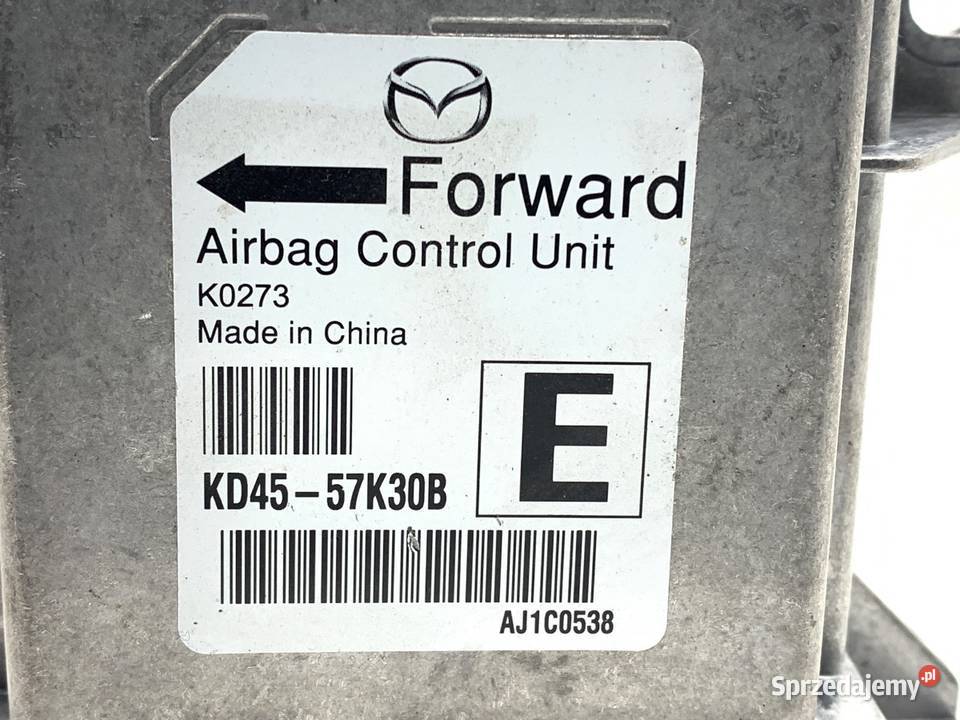 Forward
Airbag Control Unit
K0273
Made in China
E
KD45-57K30B
AJ1C0538
Sprzedajemy.pl